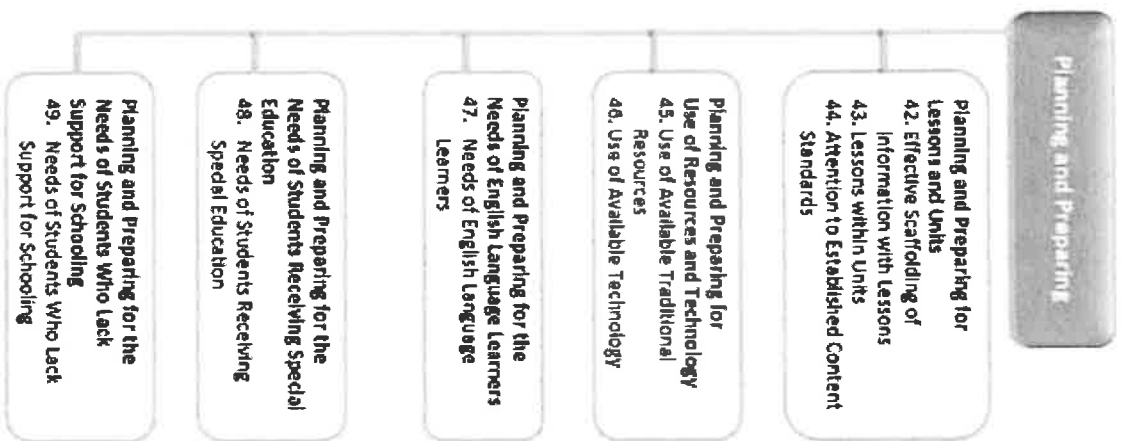 Planning and Preparing
Planning and Preparing for
Lessons and Units
42. Effective Scaffolding of
Information with Lessons
43. Lessons within Units
44. Attention to Established Content
Standards
Planning and Preparing for
Use of Resources and Technology
45. Use of Available Traditional
Resources
46. Use of Available Technology
Planning and Preparing for the
Needs of English Language Learners
47. Needs of English Language
Learners
Planning and Preparing for the
Needs of Students Receiving Special
Education
48. Needs of Students Receiving
Special Education
Planning and Preparing for the
Needs of Students Who Lack
Support for Schooling
49. Needs of Students Who Lack
Support for Schooling